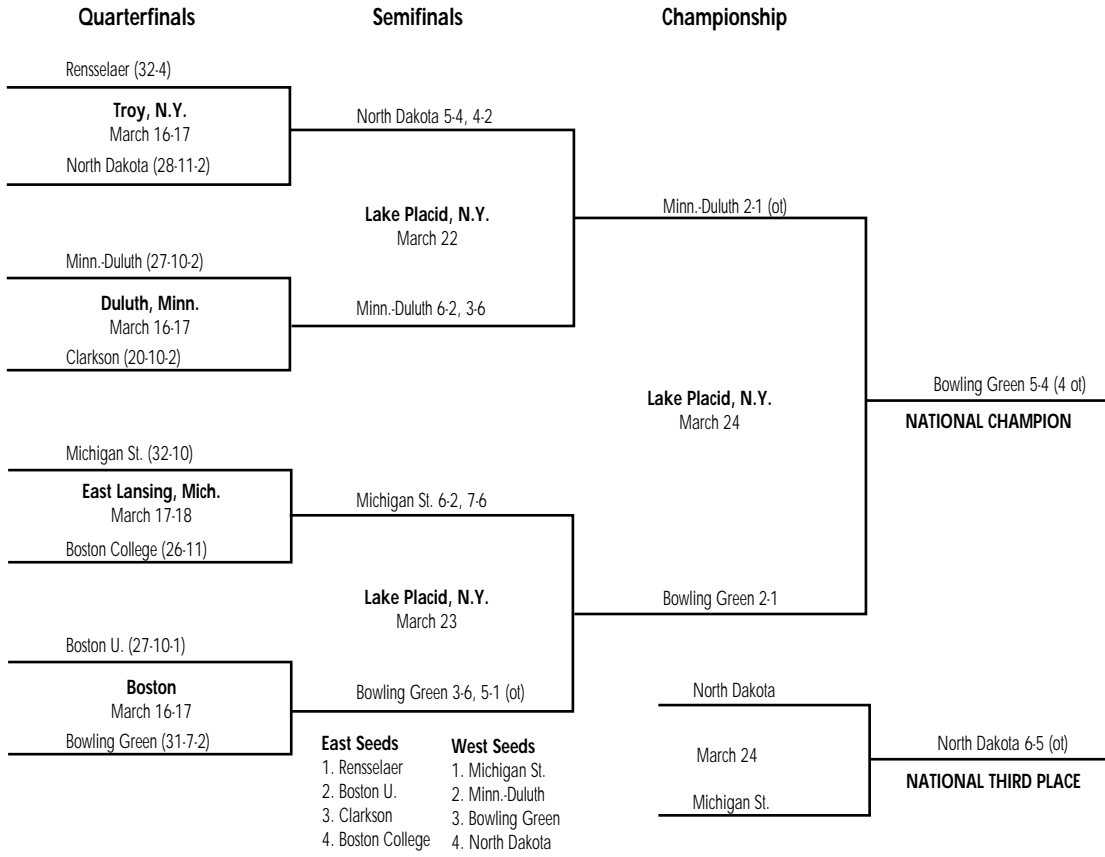 Quarterfinals
Semifinals
Championship
Rensselaer (32-4)
Troy, N.Y.
March 16-17
North Dakota (28-11-2)
Minn.-Duluth (27-10-2)
Duluth, Minn.
March 16-17
Clarkson (20-10-2)
Michigan St. (32-10)
East Lansing, Mich.
March 17-18
Boston College (26-11)
Boston U. (27-10-1)
Boston
March 16-17
Bowling Green (31-7-2)
North Dakota 5-4, 4-2
Lake Placid, N.Y.
March 22
Minn.-Duluth 6-2, 3-6
Michigan St. 6-2, 7-6
Lake Placid, N.Y.
March 23
Bowling Green 3-6, 5-1 (ot)
Minn.-Duluth 2-1 (ot)
Lake Placid, N.Y.
March 24
Bowling Green 2-1
Bowling Green 5-4 (4 ot)
NATIONAL CHAMPION
North Dakota
March 24
Michigan St.
North Dakota 6-5 (ot)
NATIONAL THIRD PLACE
East Seeds
1. Rensselaer
2. Boston U.
3. Clarkson
4. Boston College
West Seeds
1. Michigan St.
2. Minn.-Duluth
3. Bowling Green
4. North Dakota